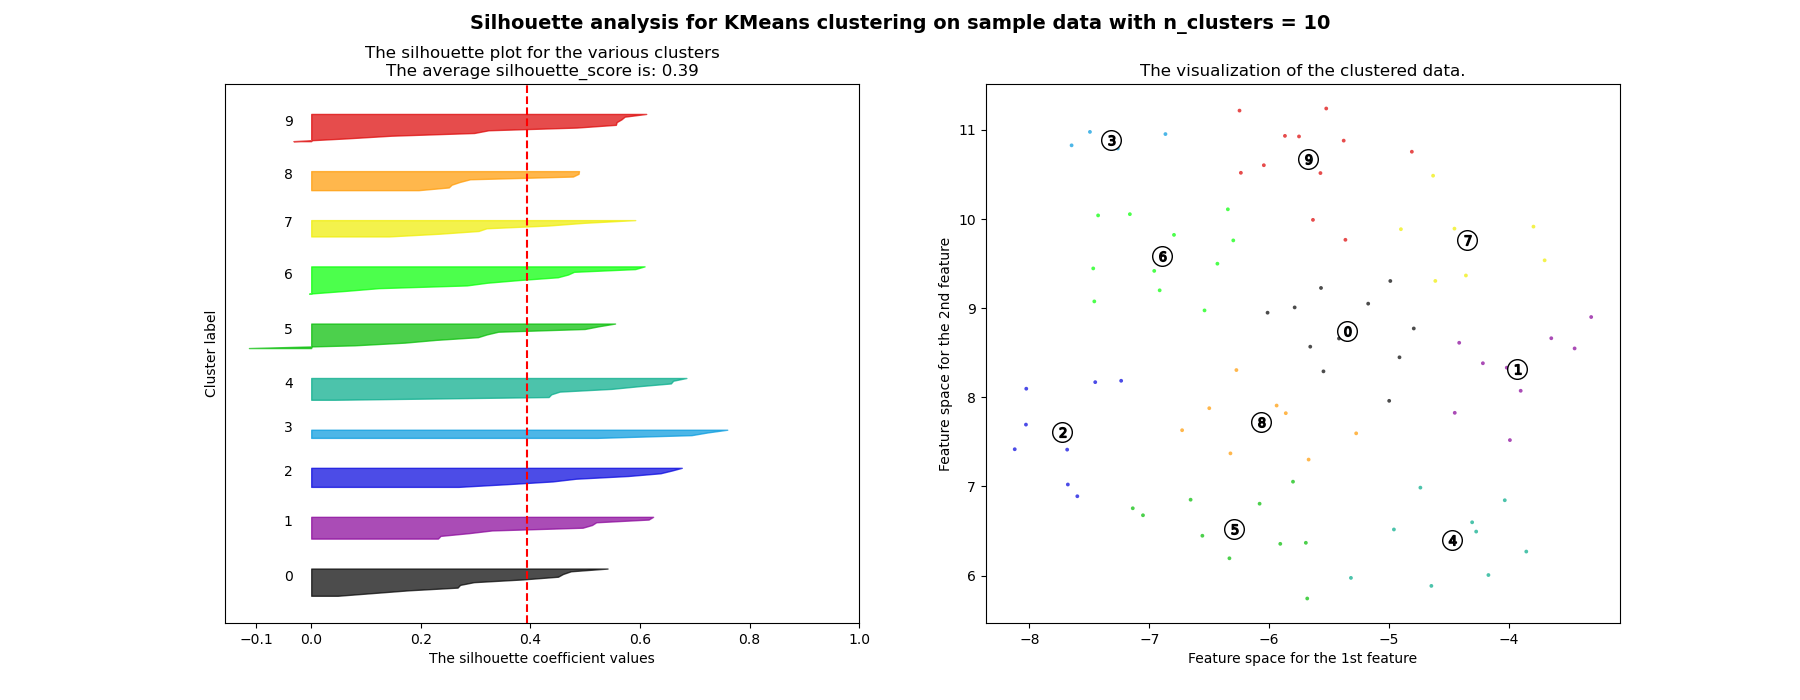 Silhouette analysis for KMeans clustering on sample data with n_clusters = 10
The silhouette plot for the various clusters
The average silhouette_score is: 0.39
9
8
7
6
5
4
3
2
1
0
Cluster label
−0.1 0.0 0.2 0.4 0.6 0.8 1.0
The silhouette coefficient values
The visualization of the clustered data.
11
10
9
8
7
6
Feature space for the 2nd feature
3
9
7
6
0
1
8
2
5
4
−8 −7 −6 −5 −4
Feature space for the 1st feature